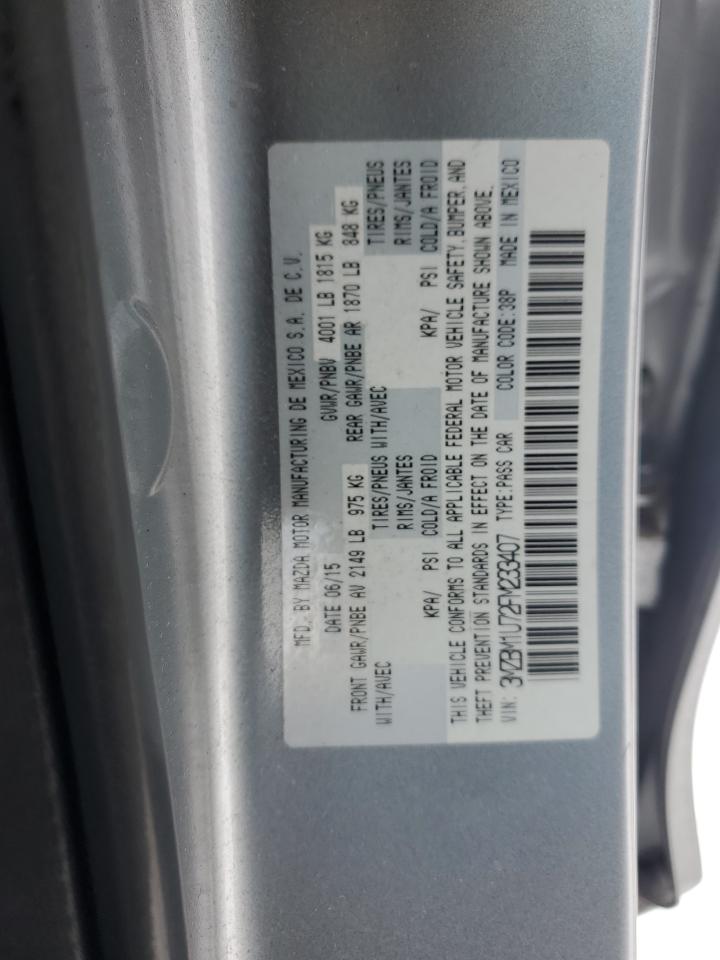 MFD. BY MAZDA MOTOR MANUFACTURING DE MEXICO S.A. DE C.V.
DATE 06/15 GVWR/PNBV 4001 LB 1815 KG
FRONT GAWR/PNBE AV 2149 LB 975 KG REAR GAWR/PNBE AR 1870 LB 848 KG
WITH/AVEC TIRES/PNEUS WITH/AVEC TIRES/PNEUS
RIMS/JANTES RIMS/JANTES
KPA/ PSI COLD/A FROID KPA/ PSI COLD/A FROID
THIS VEHICLE CONFORMS TO ALL APPLICABLE FEDERAL MOTOR VEHICLE SAFETY, BUMPER, AND
THEFT PREVENTION STANDARDS IN EFFECT ON THE DATE OF MANUFACTURE SHOWN ABOVE.
VIN: 3MZBM1U72FM233407 TYPE:PASS CAR COLOR CODE:38P MADE IN MEXICO